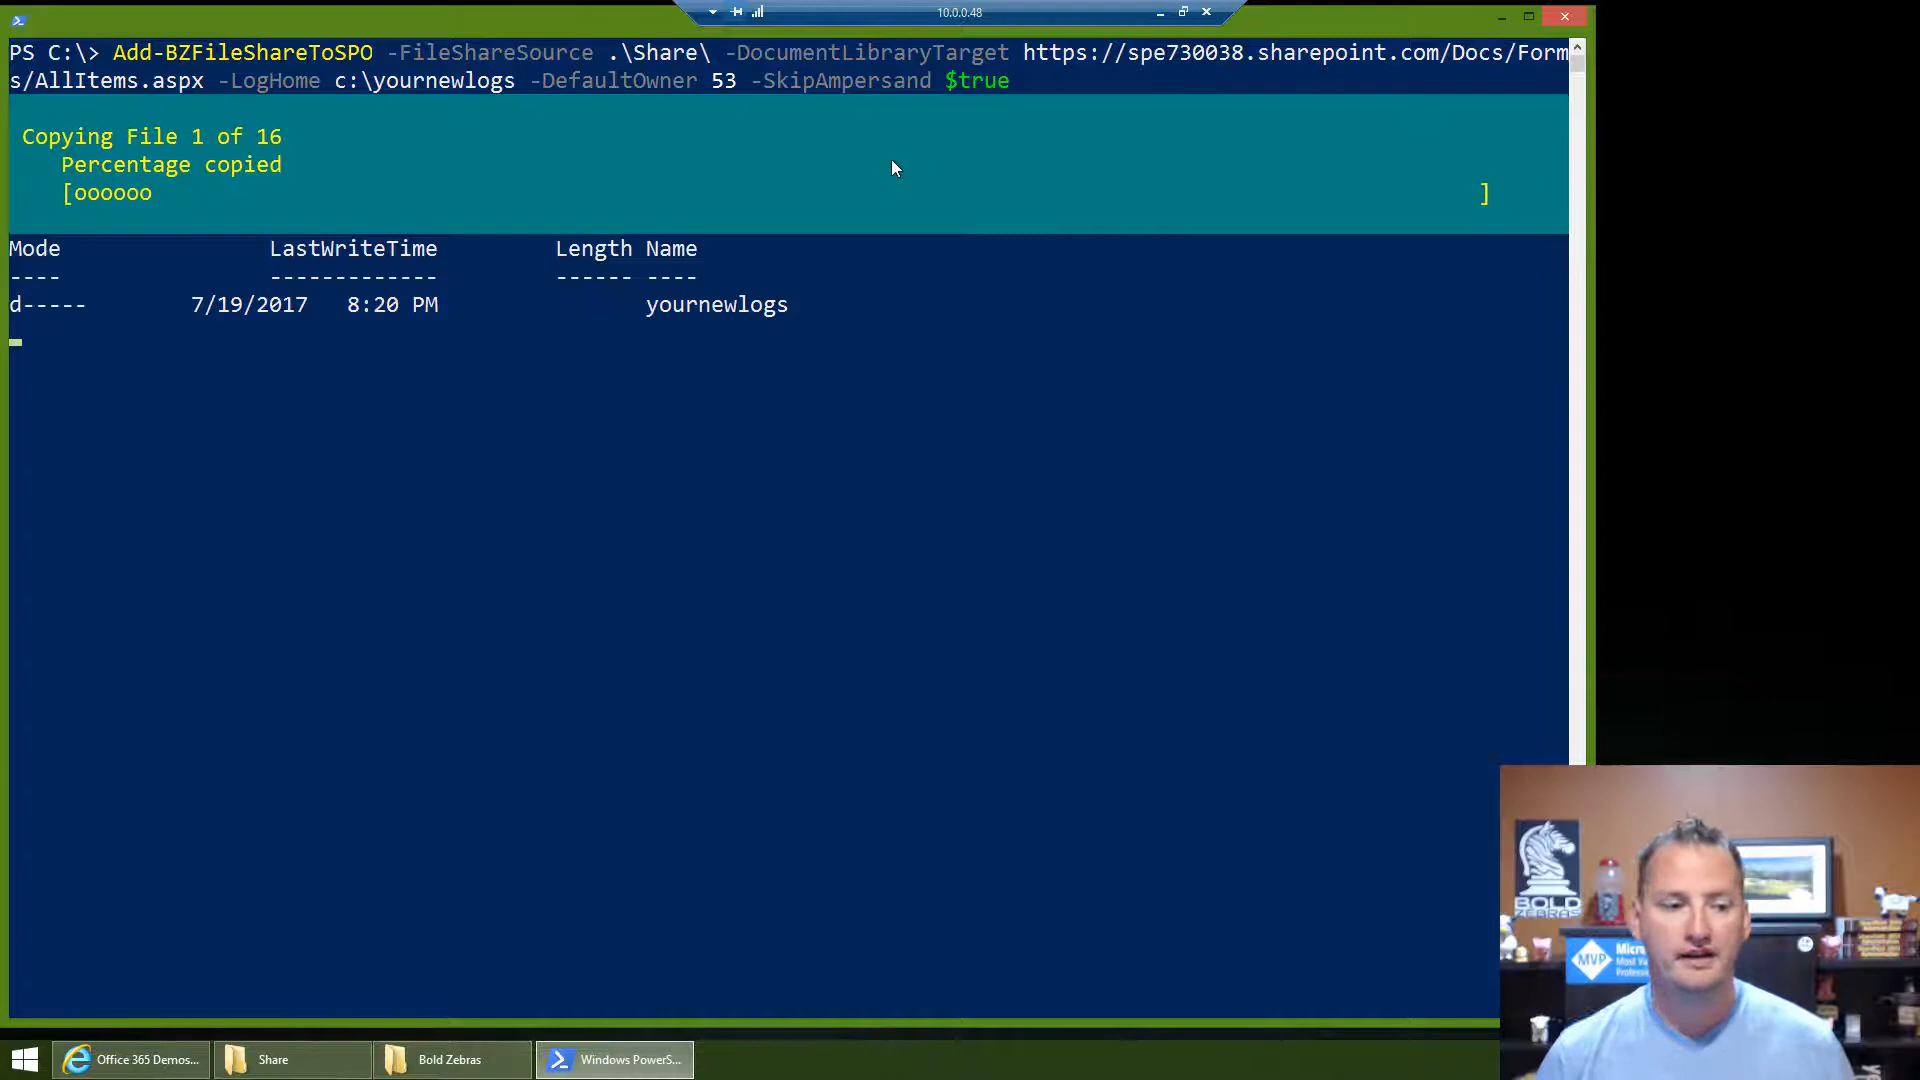 10.0.0.48
PS C:\> Add-BZFileShareToSPO -FileShareSource .\Share\ -DocumentLibraryTarget https://spe730038.sharepoint.com/Docs/Form
s/AllItems.aspx -LogHome c:\yournewlogs -DefaultOwner 53 -SkipAmpersand $true
Copying File 1 of 16
Percentage copied
[oooooo ]
Mode LastWriteTime Length Name
---- ------------- ------ ----
d----- 7/19/2017 8:20 PM yournewlogs
BOLD
ZEBRAS
MVP
Office 365 Demos...
Share
Bold Zebras
Windows PowerS...